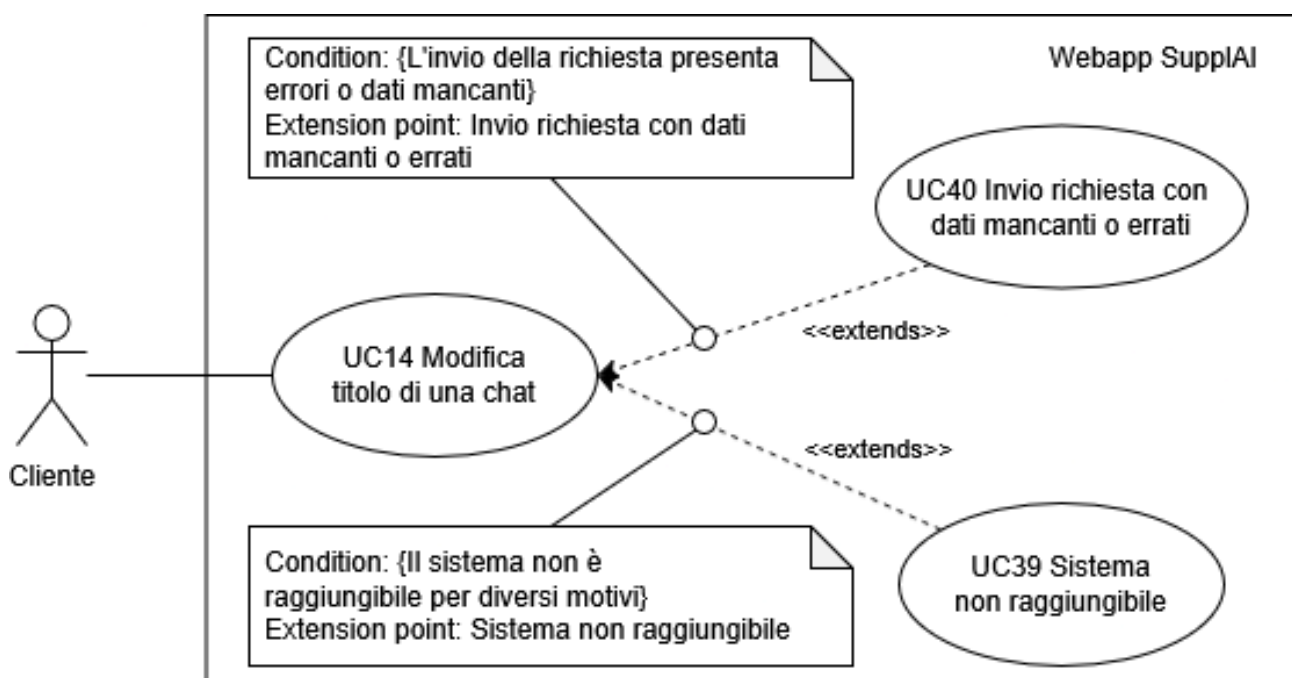 Condition: {L'invio della richiesta presenta
errori o dati mancanti}
Extension point: Invio richiesta con dati
mancanti o errati
Webapp SupplAI
UC40 Invio richiesta con
dati mancanti o errati
<<extends>>
UC14 Modifica
titolo di una chat
<<extends>>
Cliente
Condition: {Il sistema non è
raggiungibile per diversi motivi}
Extension point: Sistema non raggiungibile
UC39 Sistema
non raggiungibile